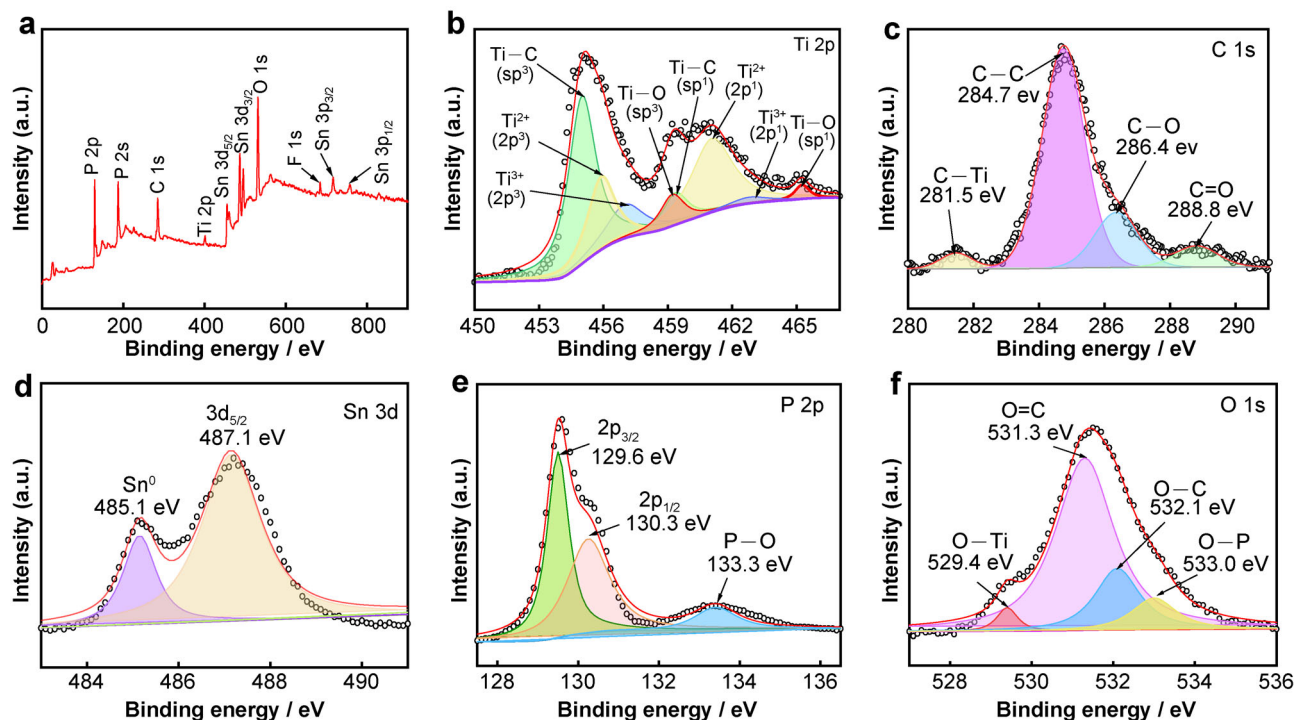 a
P 2p
P 2s
C 1s
Ti 2p
Sn 3d5/2
Sn 3d3/2
O 1s
F 1s
Sn 3p3/2
Sn 3p1/2
Intensity (a.u.)
0 200 400 600 800
Binding energy / eV
b
Ti 2p
Ti—C
(sp³)
Ti²⁺
(2p³)
Ti³⁺
(2p³)
Ti—O
(sp³)
Ti—C
(sp¹)
Ti²⁺
(2p¹)
Ti³⁺
(2p¹)
Ti—O
(sp¹)
Intensity (a.u.)
450 453 456 459 462 465
Binding energy / eV
c
C 1s
C—C
284.7 ev
C—O
286.4 ev
C—Ti
281.5 eV
C=O
288.8 eV
Intensity (a.u.)
280 282 284 286 288 290
Binding energy / eV
d
Sn 3d
3d5/2
487.1 eV
Sn⁰
485.1 eV
Intensity (a.u.)
484 486 488 490
Binding energy / eV
e
P 2p
2p3/2
129.6 eV
2p1/2
130.3 eV
P—O
133.3 eV
Intensity (a.u.)
128 130 132 134 136
Binding energy / eV
f
O 1s
O=C
531.3 eV
O—C
532.1 eV
O—Ti
529.4 eV
O—P
533.0 eV
Intensity (a.u.)
528 530 532 534 536
Binding energy / eV